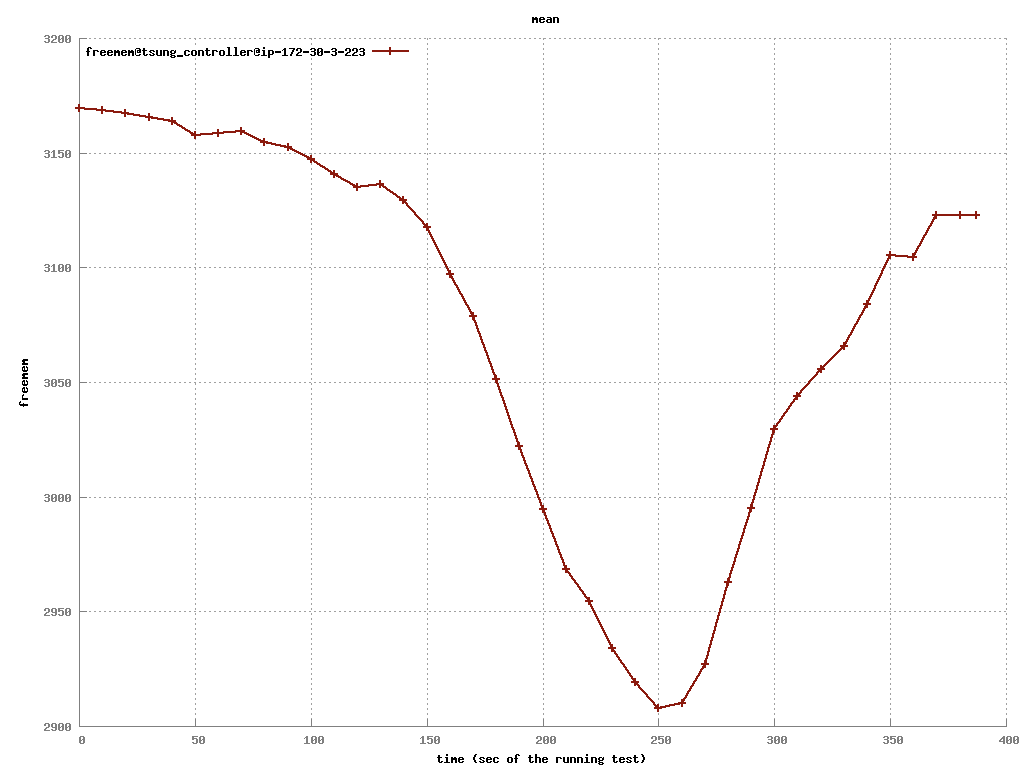 mean
3200
freemem@tsung_controller@ip-172-30-3-223
3150
3100
3050
freemem
3000
2950
2900
0 50 100 150 200 250 300 350 400
time (sec of the running test)